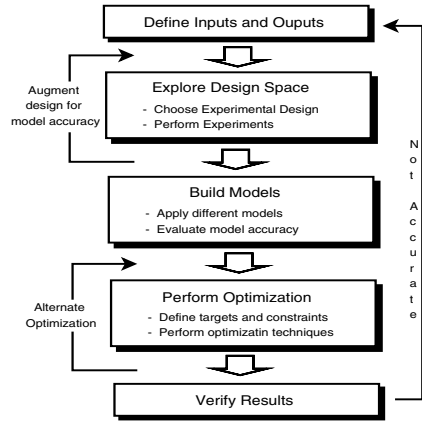 Define Inputs and Ouputs
Augment
design for
model accuracy
Explore Design Space
- Choose Experimental Design
- Perform Experiments
Build Models
- Apply different models
- Evaluate model accuracy
Alternate
Optimization
Perform Optimization
- Define targets and constraints
- Perform optimizatin techniques
Verify Results
Not Accurate